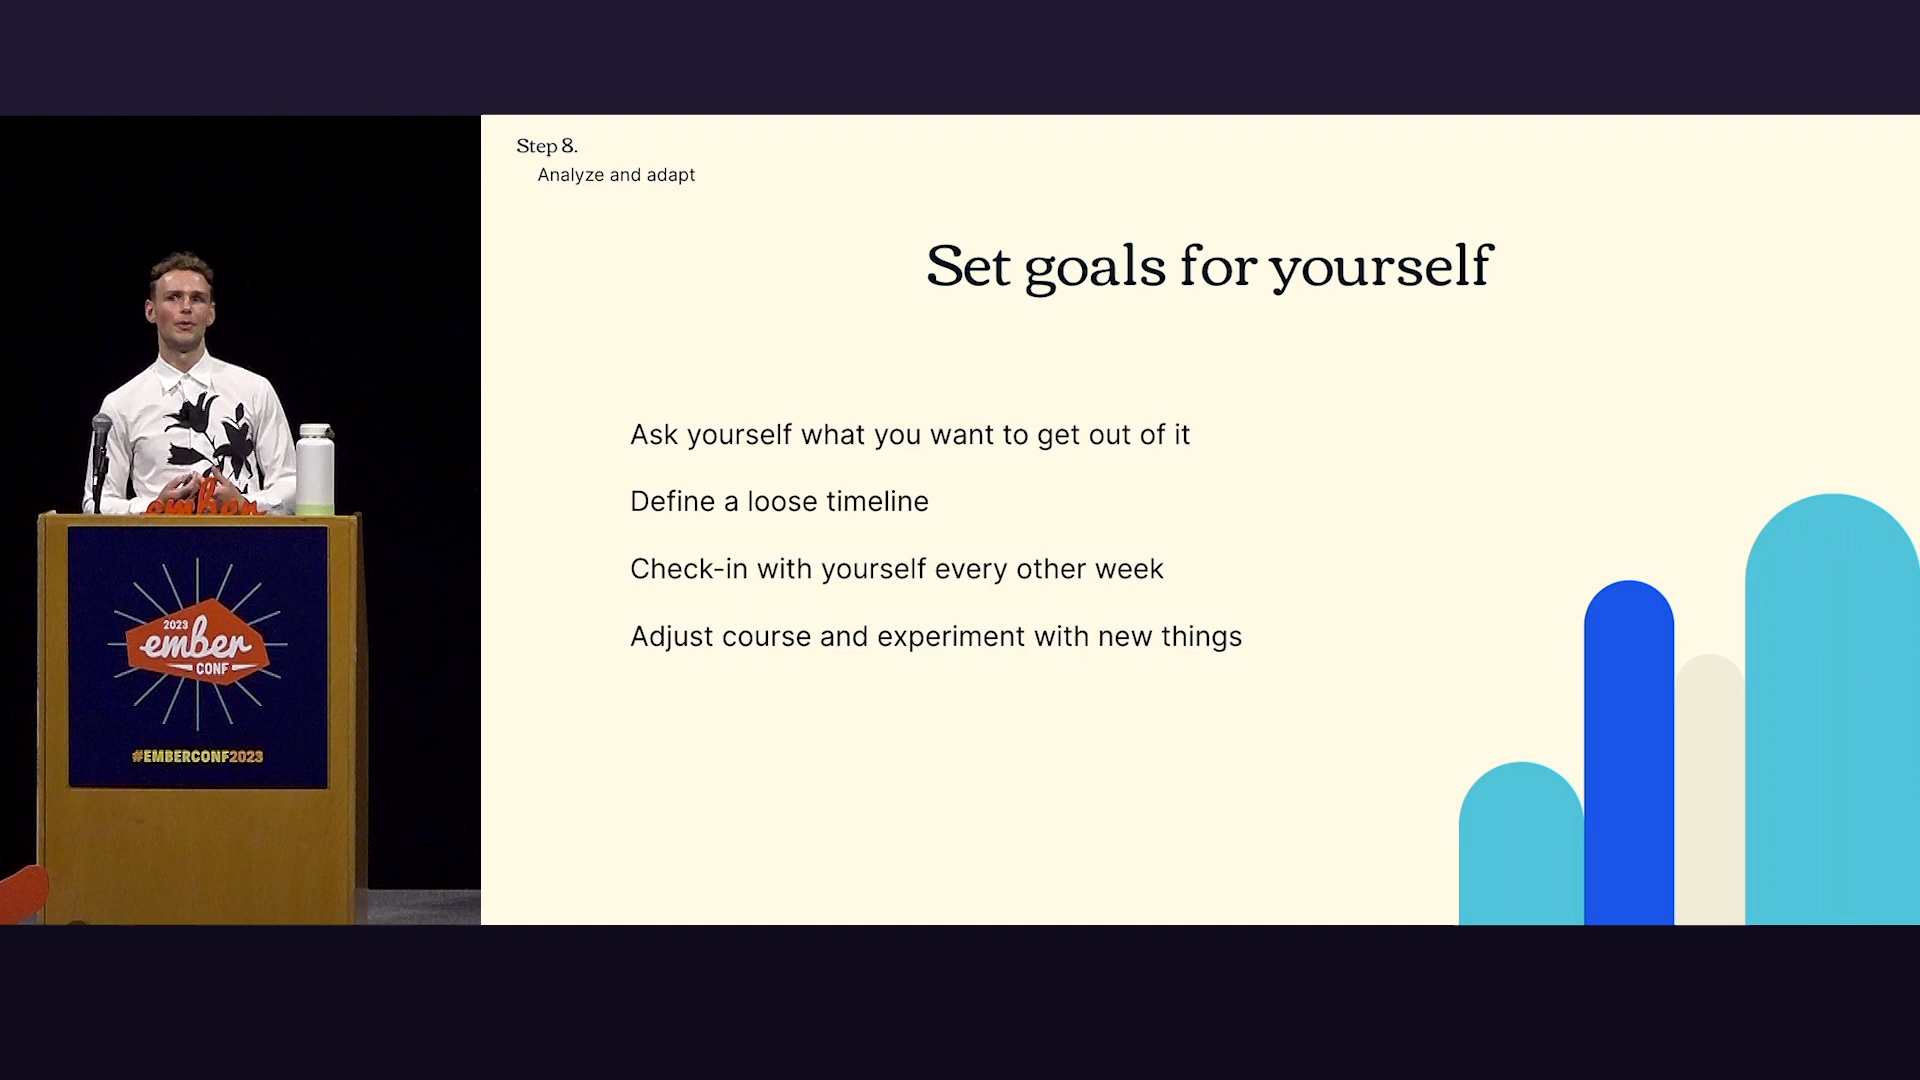 Step 8.
Analyze and adapt
Set goals for yourself
Ask yourself what you want to get out of it
Define a loose timeline
Check-in with yourself every other week
Adjust course and experiment with new things
ember
2023
ember
CONF
#EMBERCONF2023